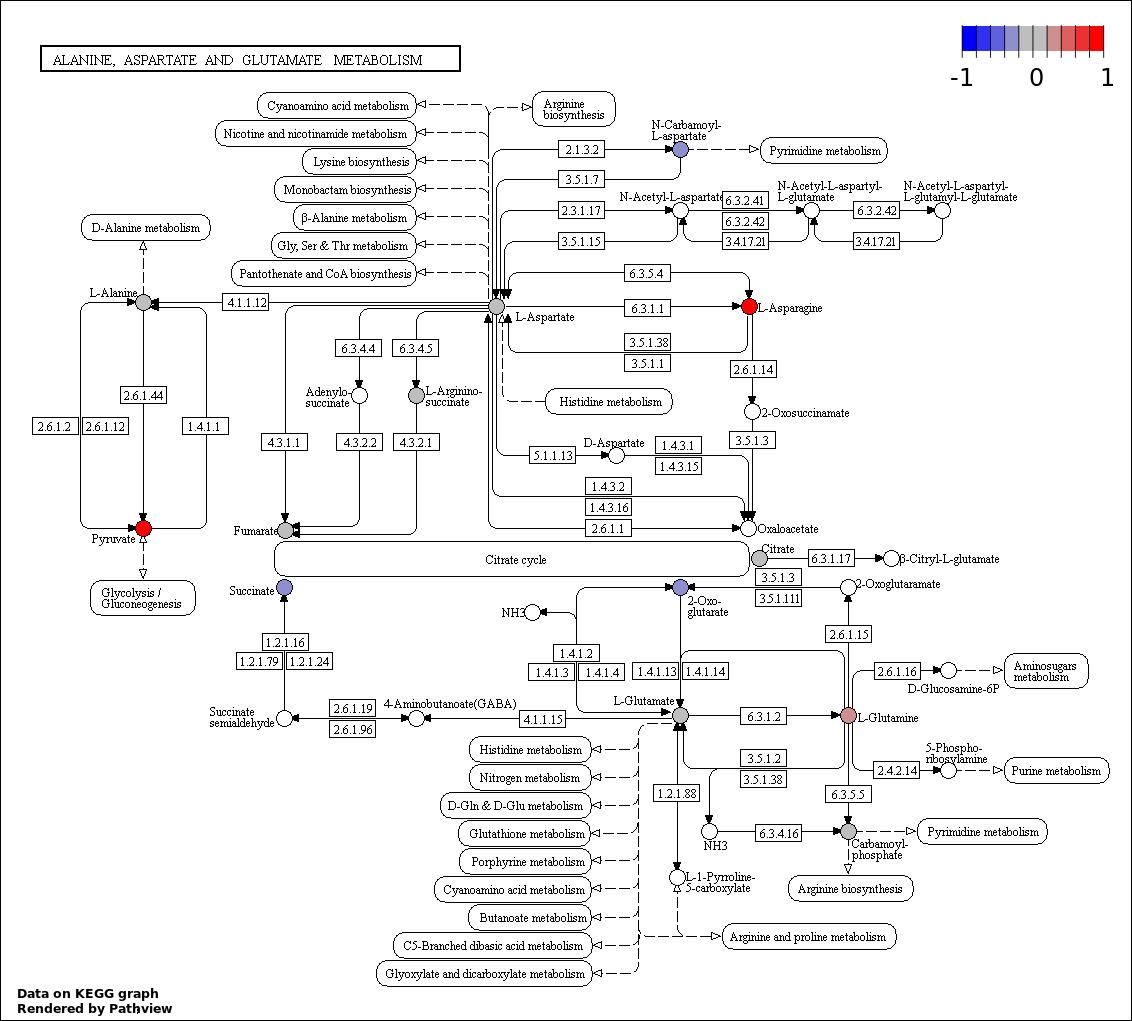 ALANINE, ASPARTATE AND GLUTAMATE METABOLISM
-1 0 1
Cyanoamino acid metabolism
Arginine
biosynthesis
Nicotine and nicotinamide metabolism
Lysine biosynthesis
Monobactam biosynthesis
β-Alanine metabolism
Gly, Ser & Thr metabolism
Pantothenate and CoA biosynthesis
N-Carbamoyl-
L-aspartate
2.1.3.2
Pyrimidine metabolism
3.5.1.7
N-Acetyl-L-aspartate
N-Acetyl-L-aspartyl-
L-glutamate
N-Acetyl-L-aspartyl-
L-glutamyl-L-glutamate
2.3.1.17
6.3.2.41
6.3.2.42
6.3.2.42
3.5.1.15
3.4.17.21
3.4.17.21
D-Alanine metabolism
L-Alanine
4.1.1.12
L-Aspartate
6.3.5.4
6.3.1.1
L-Asparagine
3.5.1.38
3.5.1.1
6.3.4.4
6.3.4.5
2.6.1.14
Adenylo-
succinate
L-Arginino-
succinate
Histidine metabolism
2-Oxosuccinamate
2.6.1.44
2.6.1.2
2.6.1.12
1.4.1.1
4.3.1.1
4.3.2.2
4.3.2.1
3.5.1.3
D-Aspartate
5.1.1.13
1.4.3.1
1.4.3.15
1.4.3.2
1.4.3.16
2.6.1.1
Oxaloacetate
Pyruvate
Fumarate
Citrate cycle
Citrate
6.3.1.17
β-Citryl-L-glutamate
Glycolysis /
Gluconeogenesis
Succinate
2-Oxo-
glutarate
3.5.1.3
3.5.1.111
2-Oxoglutaramate
NH3
1.2.1.16
1.2.1.79
1.2.1.24
1.4.1.2
1.4.1.3
1.4.1.4
1.4.1.13
1.4.1.14
2.6.1.15
2.6.1.16
D-Glucosamine-6P
Aminosugars
metabolism
Succinate
semialdehyde
2.6.1.19
2.6.1.96
4-Aminobutanoate(GABA)
4.1.1.15
L-Glutamate
6.3.1.2
L-Glutamine
Histidine metabolism
Nitrogen metabolism
D-Gln & D-Glu metabolism
Glutathione metabolism
Porphyrine metabolism
Cyanoamino acid metabolism
Butanoate metabolism
C5-Branched dibasic acid metabolism
Glyoxylate and dicarboxylate metabolism
3.5.1.2
3.5.1.38
1.2.1.88
2.4.2.14
5-Phospho-
ribosylamine
Purine metabolism
6.3.5.5
NH3
6.3.4.16
Carbamoyl-
phosphate
Pyrimidine metabolism
L-1-Pyrroline-
5-carboxylate
Arginine biosynthesis
Arginine and proline metabolism
Data on KEGG graph
Rendered by Pathview